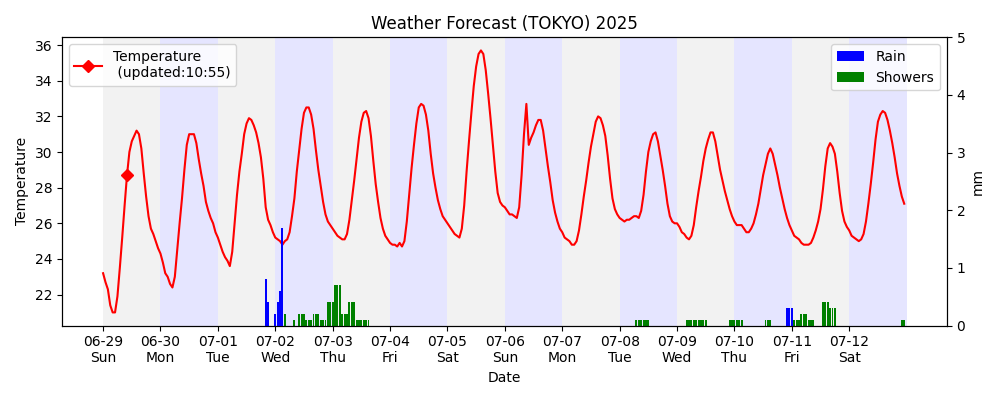 Weather Forecast (TOKYO) 2025
Temperature
(updated:10:55)
Rain
Showers
Temperature
36
34
32
30
28
26
24
22
5
4
3
2
1
0
mm
06-29 06-30 07-01 07-02 07-03 07-04 07-05 07-06 07-07 07-08 07-09 07-10 07-11 07-12
Sun Mon Tue Wed Thu Fri Sat Sun Mon Tue Wed Thu Fri Sat
Date